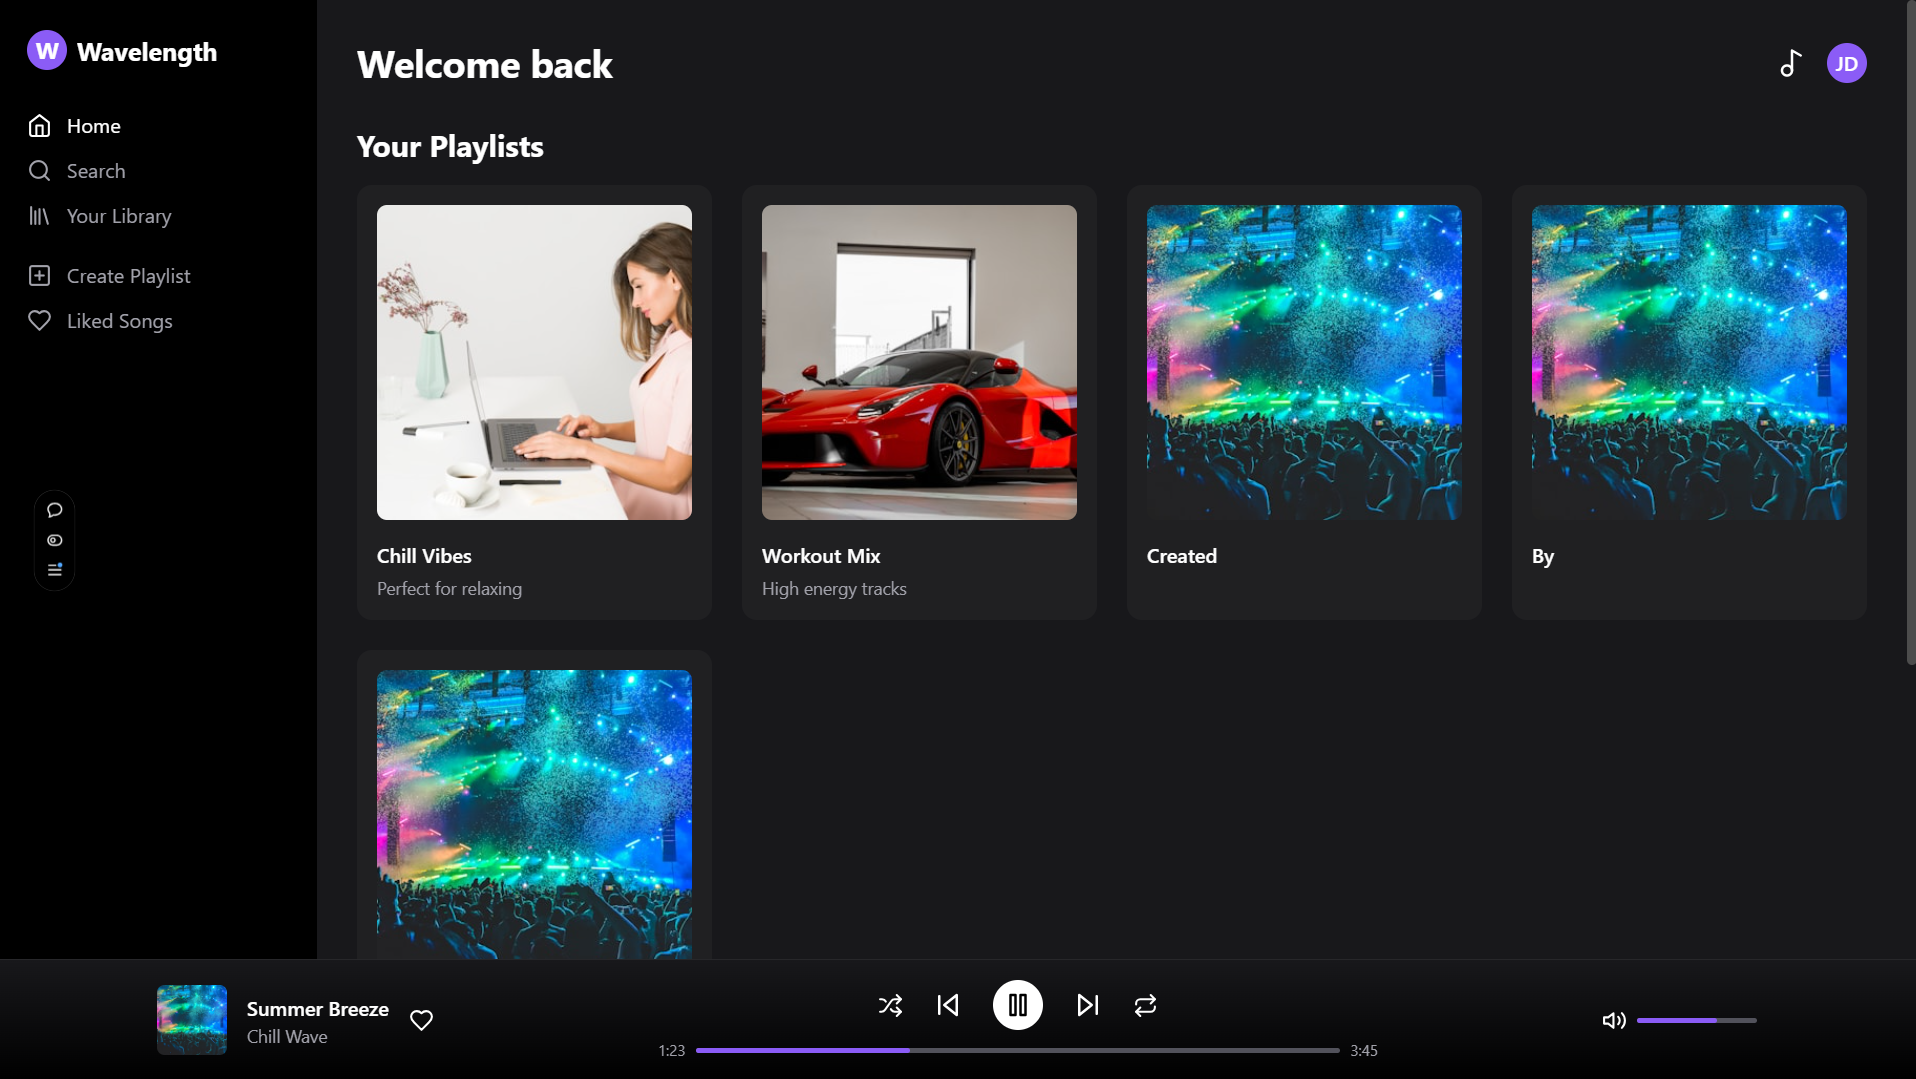 W Wavelength
Home
Search
Your Library
Create Playlist
Liked Songs
Welcome back
JD
Your Playlists
Chill Vibes
Perfect for relaxing
Workout Mix
High energy tracks
Created
By
Summer Breeze
Chill Wave
1:23
3:45